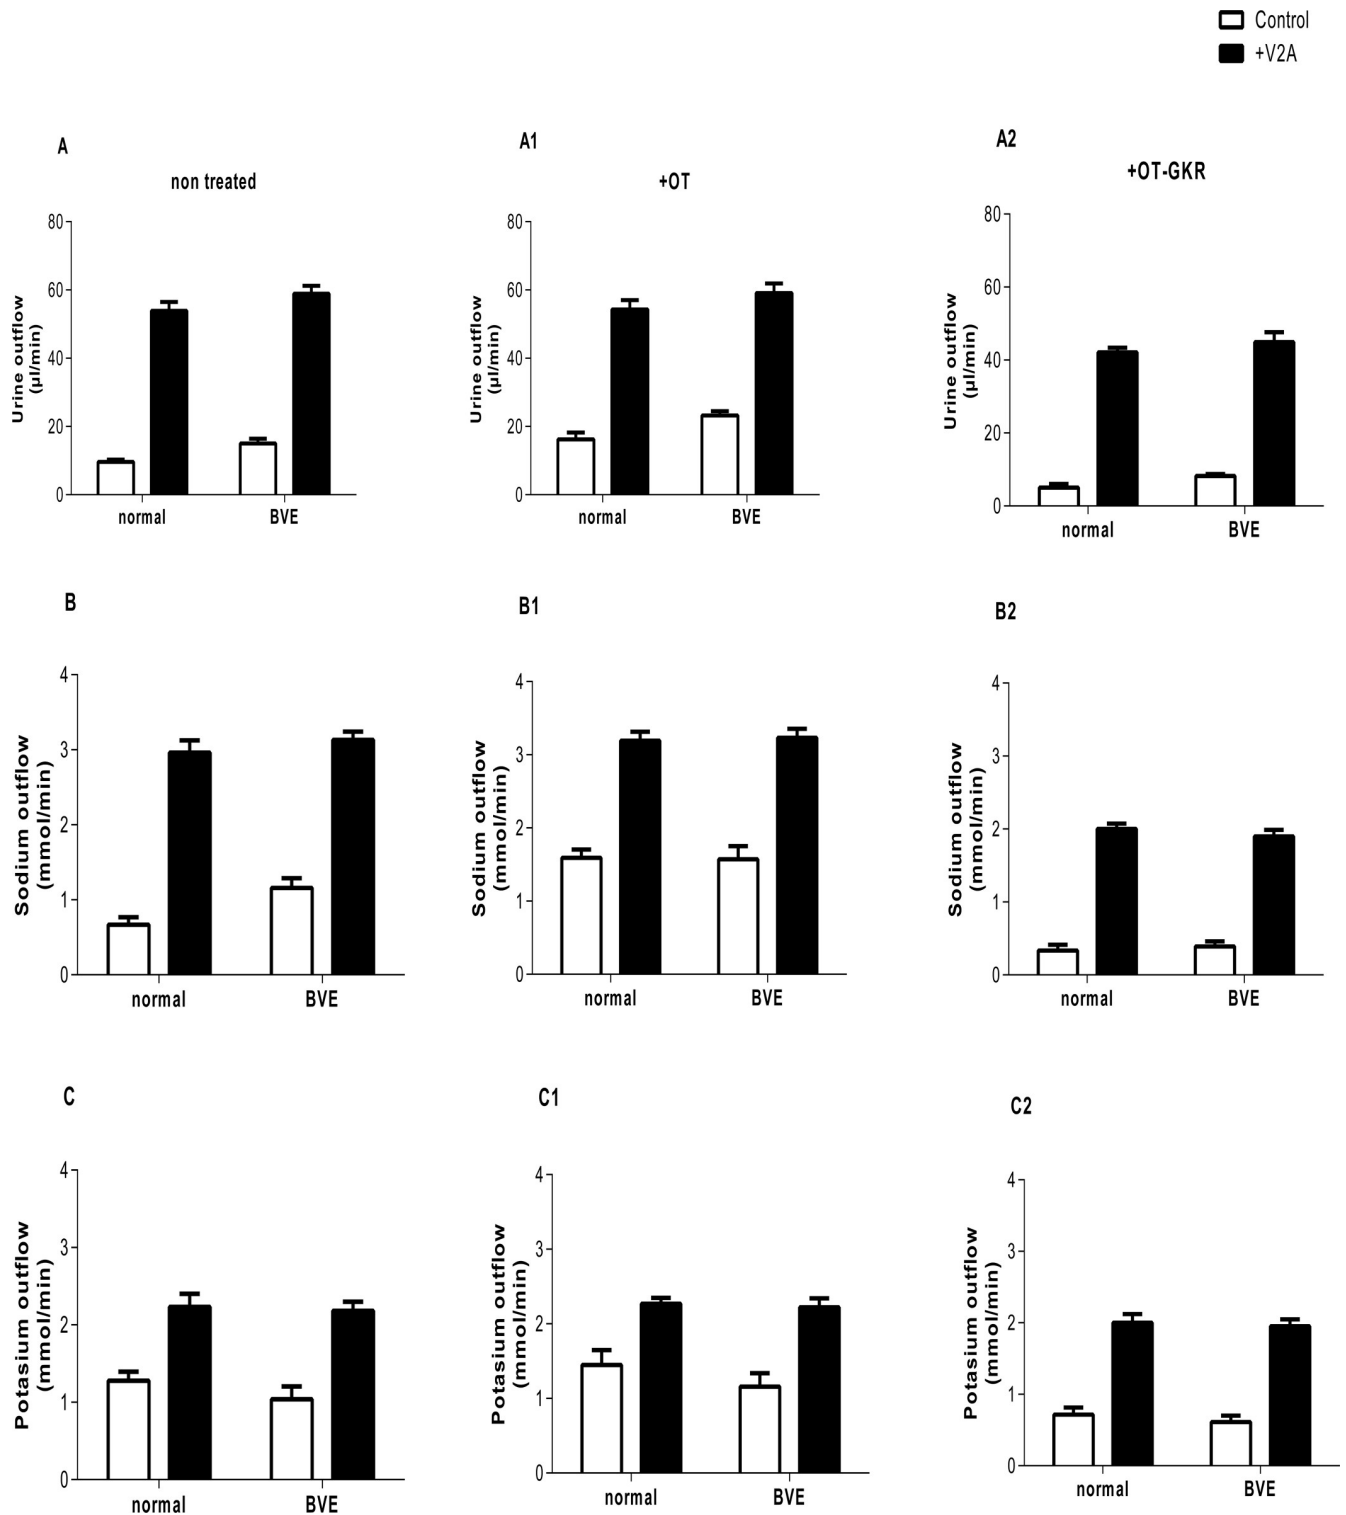 Control
+V2A
A
A1
A2
non treated
+OT
+OT-GKR
Urine outflow
(µl/min)
80
60
40
20
0
normal
BVE
Urine outflow
(µl/min)
80
60
40
20
0
normal
BVE
Urine outflow
(µl/min)
80
60
40
20
0
normal
BVE
B
B1
B2
Sodium outflow
(mmol/min)
4
3
2
1
0
normal
BVE
Sodium outflow
(mmol/min)
4
3
2
1
0
normal
BVE
Sodium outflow
(mmol/min)
4
3
2
1
0
normal
BVE
C
C1
C2
Potasium outflow
(mmol/min)
4
3
2
1
0
normal
BVE
Potasium outflow
(mmol/min)
4
3
2
1
0
normal
BVE
Potasium outflow
(mmol/min)
4
3
2
1
0
normal
BVE